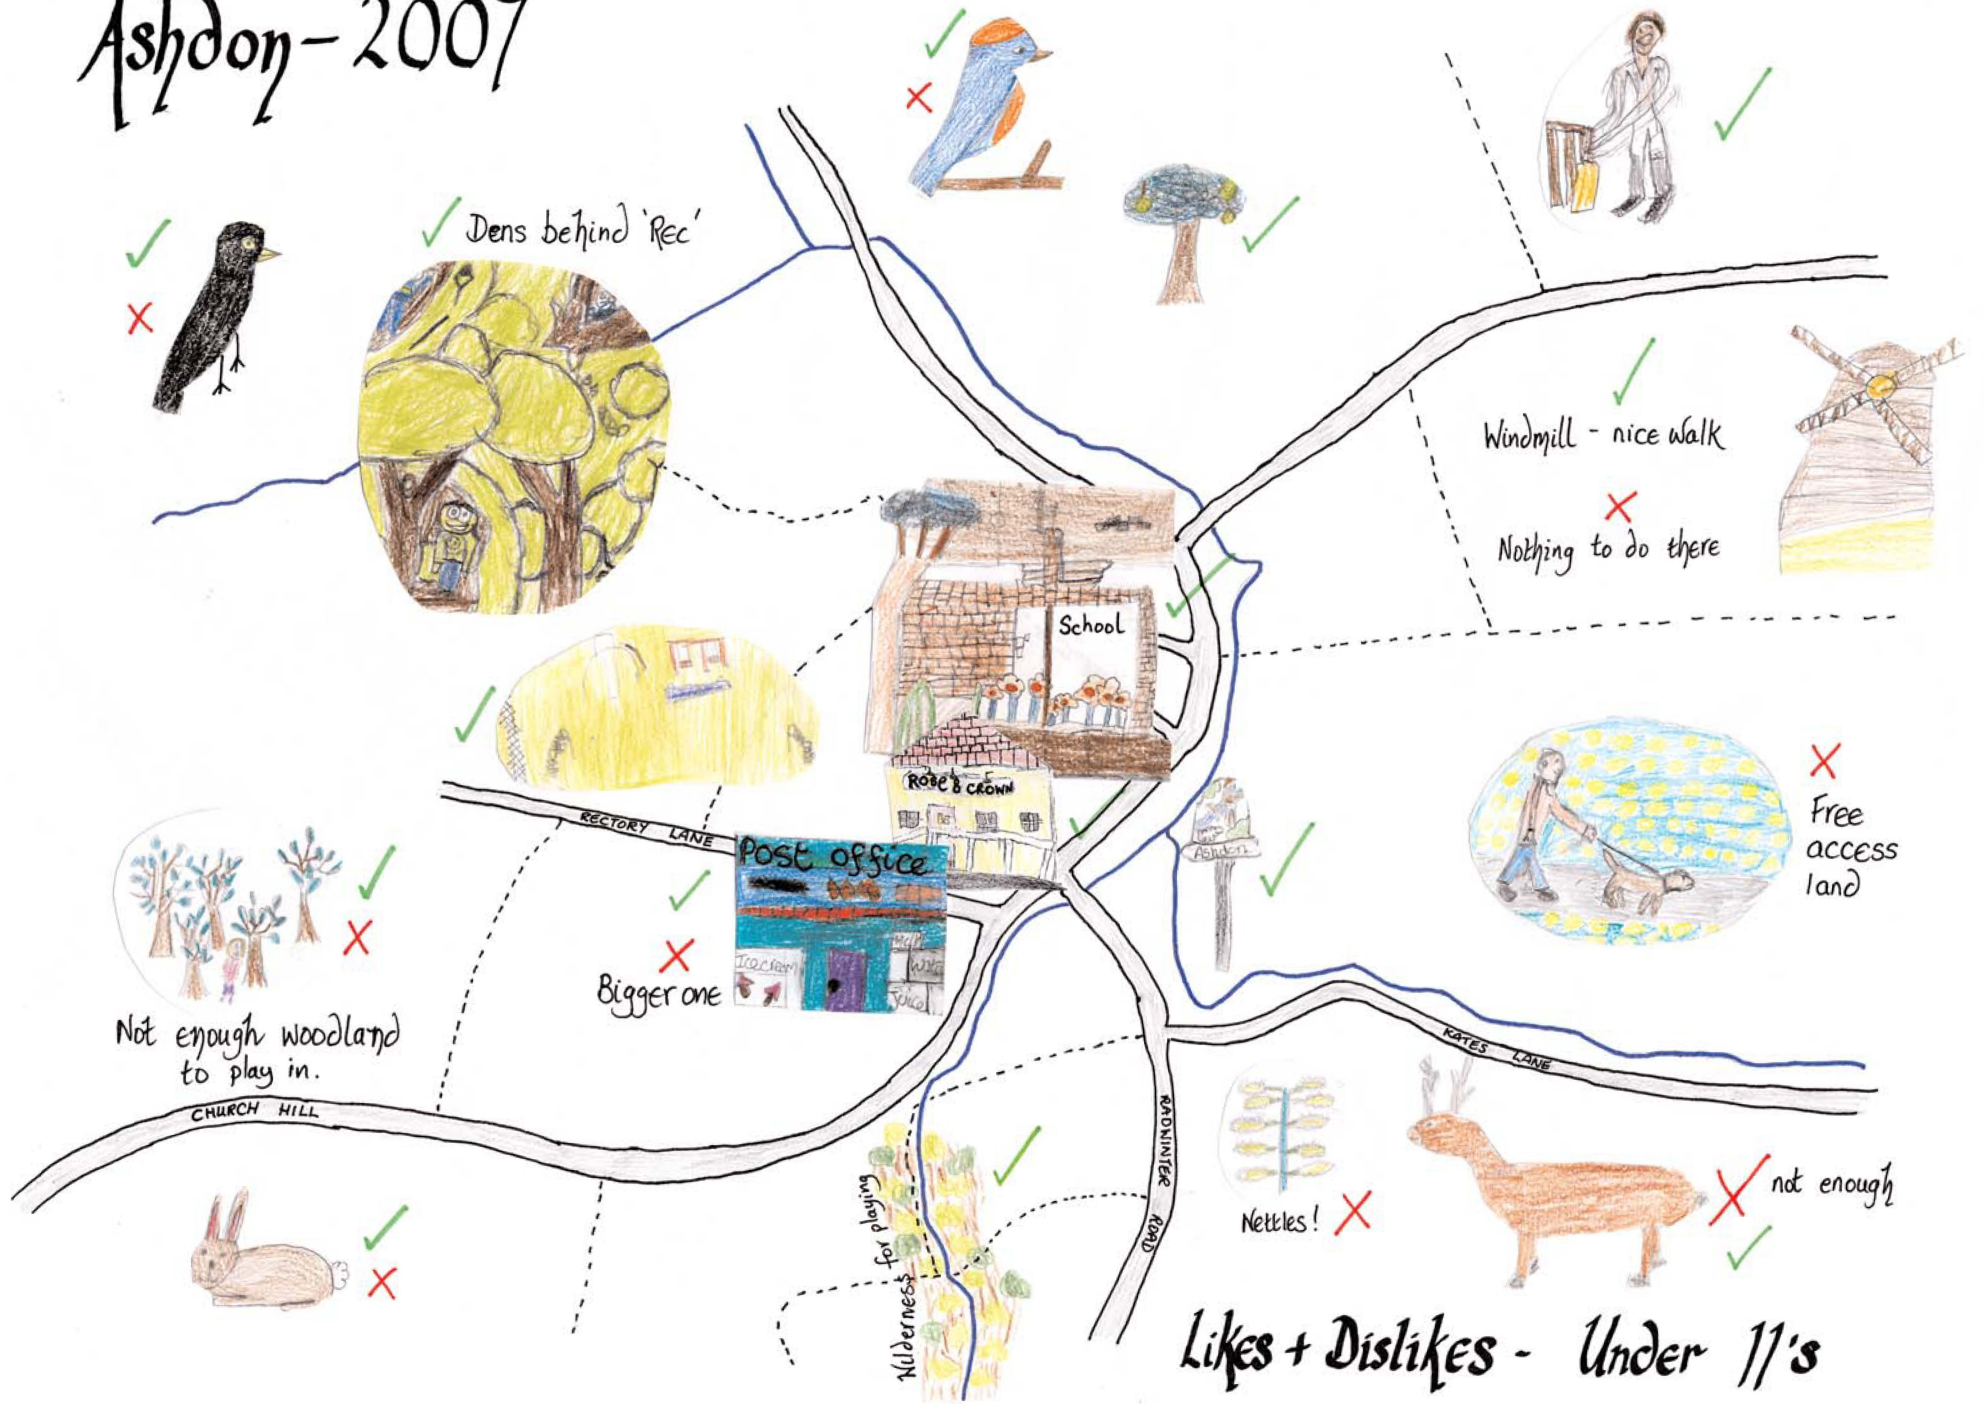 Ashdon - 2007
Dens behind 'Rec'
Windmill - nice walk
Nothing to do there
School
ROSE & CROWN
RECTORY LANE
Post office
Ice cream
juice
Bigger one
Ashdon
Free
access
land
Not enough woodland
to play in.
CHURCH HILL
KATES LANE
RADWINTER ROAD
Wilderness for playing
Nettles!
not enough
Likes + Dislikes - Under 11's